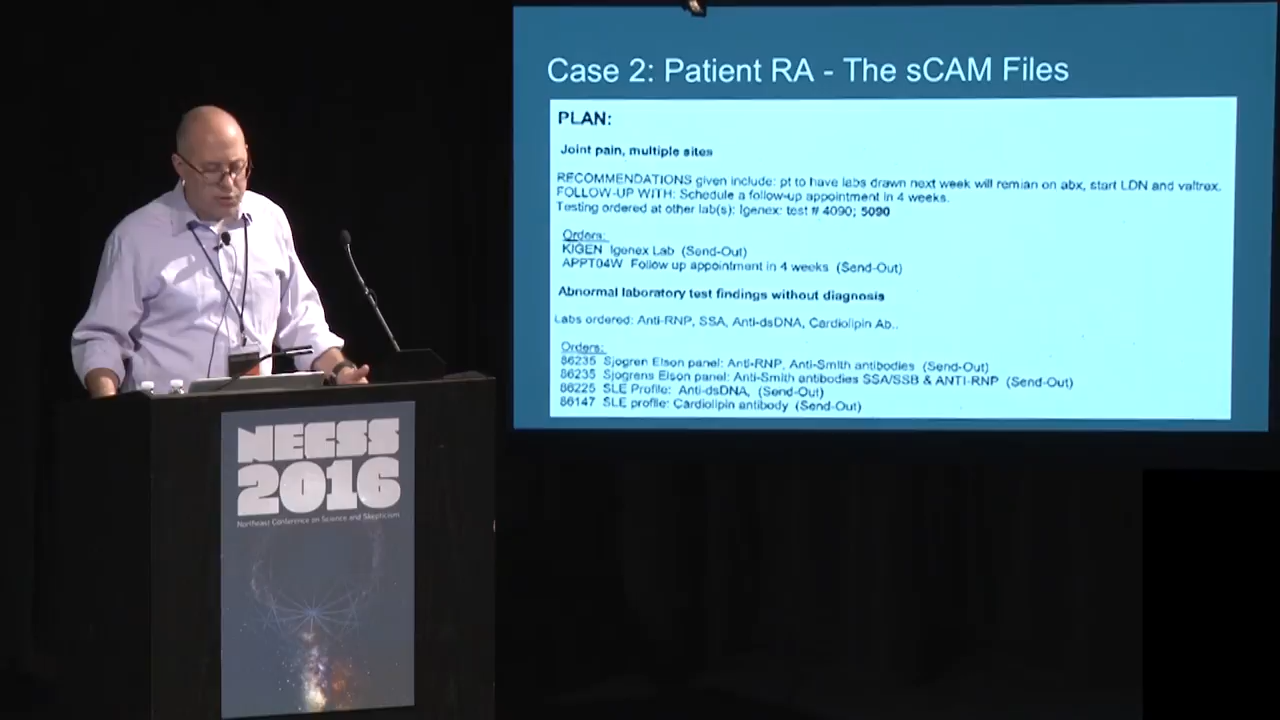 Case 2: Patient RA - The sCAM Files
PLAN:
Joint pain, multiple sites
RECOMMENDATIONS given include: pt to have labs drawn next week will remian on abx, start LDN and valtrex.
FOLLOW-UP WITH: Schedule a follow-up appointment in 4 weeks.
Testing ordered at other lab(s): Igenex: test # 4090; 5090
Orders:
KIGEN Igenex Lab (Send-Out)
APPT04W Follow up appointment in 4 weeks (Send-Out)
Abnormal laboratory test findings without diagnosis
Labs ordered: Anti-RNP, SSA, Anti-dsDNA, Cardiolipin Ab..
Orders:
86235 Sjogren Elson panel: Anti-RNP, Anti-Smith antibodies (Send-Out)
86235 Sjogrens Elson panel: Anti-Smith antibodies SSA/SSB & ANTI-RNP (Send-Out)
86225 SLE Profile: Anti-dsDNA, (Send-Out)
86147 SLE profile: Cardiolipin antibody (Send-Out)
NECSS
2016
Northeast Conference on Science and Skepticism